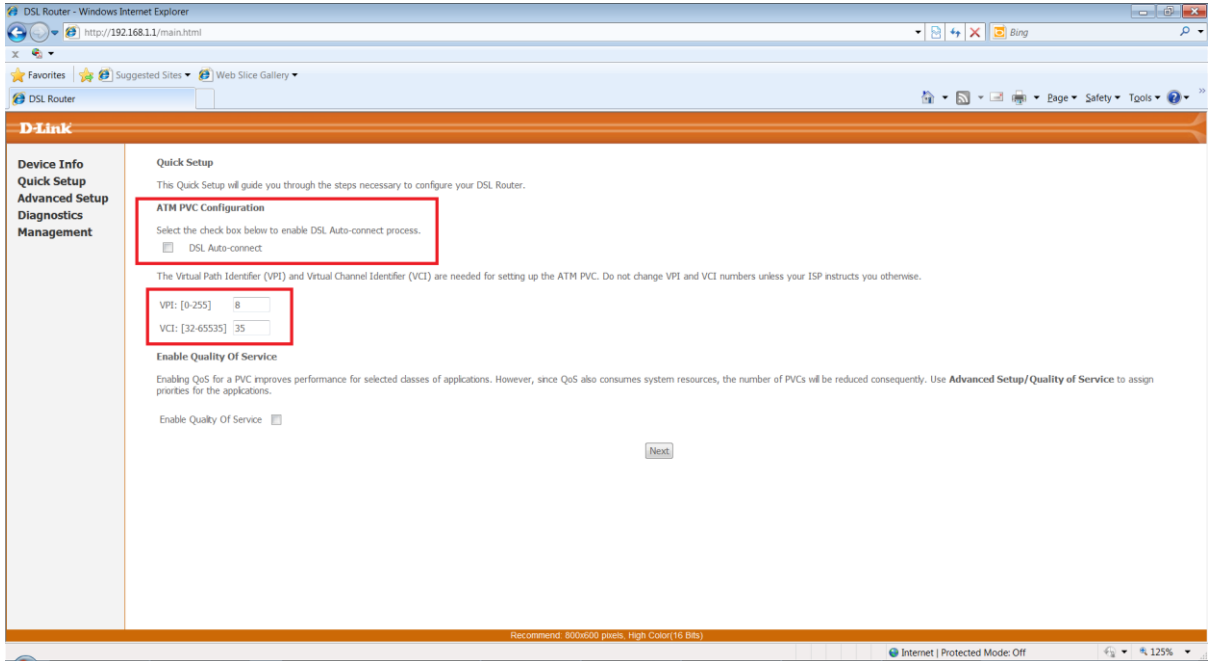 DSL Router - Windows Internet Explorer
http://192.168.1.1/main.html
Bing
x
Favorites
Suggested Sites
Web Slice Gallery
DSL Router
Page
Safety
Tools
D-Link
Device Info
Quick Setup
Advanced Setup
Diagnostics
Management
Quick Setup
This Quick Setup will guide you through the steps necessary to configure your DSL Router.
ATM PVC Configuration
Select the check box below to enable DSL Auto-connect process.
DSL Auto-connect
The Virtual Path Identifier (VPI) and Virtual Channel Identifier (VCI) are needed for setting up the ATM PVC. Do not change VPI and VCI numbers unless your ISP instructs you otherwise.
VPI: [0-255] 8
VCI: [32-65535] 35
Enable Quality Of Service
Enabling QoS for a PVC improves performance for selected classes of applications. However, since QoS also consumes system resources, the number of PVCs will be reduced consequently. Use Advanced Setup/Quality of Service to assign
priorities for the applications.
Enable Quality Of Service
Next
Recommend: 800x600 pixels, High Color(16 Bits)
Internet | Protected Mode: Off
125%